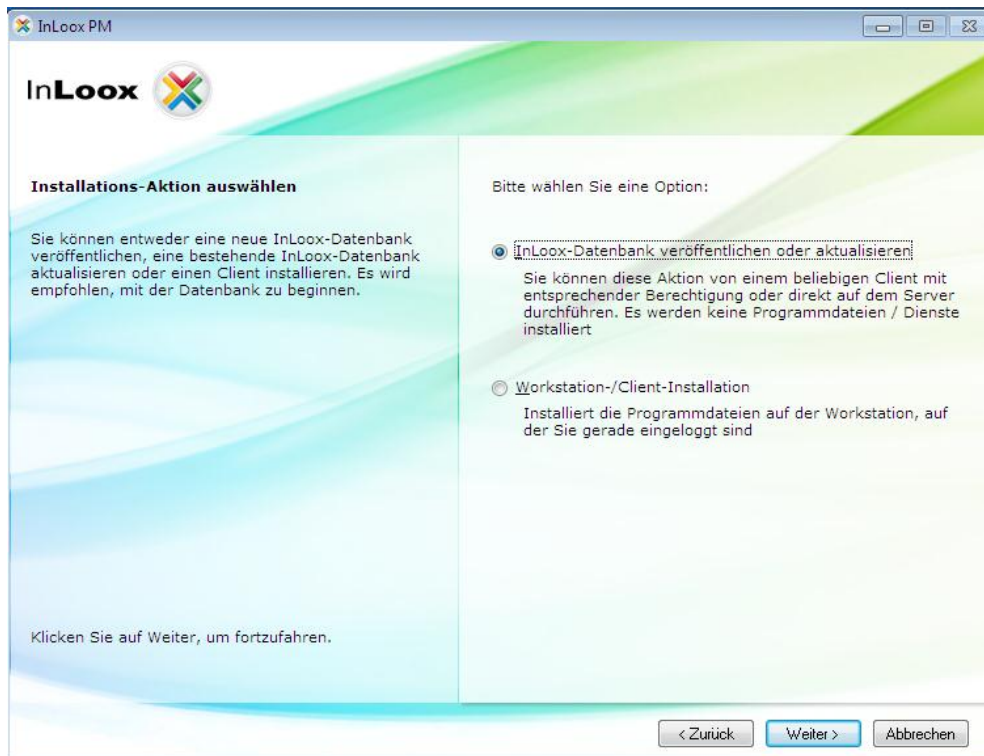 InLoox PM
InLoox
Installations-Aktion auswählen
Sie können entweder eine neue InLoox-Datenbank
veröffentlichen, eine bestehende InLoox-Datenbank
aktualisieren oder einen Client installieren. Es wird
empfohlen, mit der Datenbank zu beginnen.
Klicken Sie auf Weiter, um fortzufahren.
Bitte wählen Sie eine Option:
InLoox-Datenbank veröffentlichen oder aktualisieren
Sie können diese Aktion von einem beliebigen Client mit
entsprechender Berechtigung oder direkt auf dem Server
durchführen. Es werden keine Programmdateien / Dienste
installiert
Workstation-/Client-Installation
Installiert die Programmdateien auf der Workstation, auf
der Sie gerade eingeloggt sind
< Zurück
Weiter >
Abbrechen